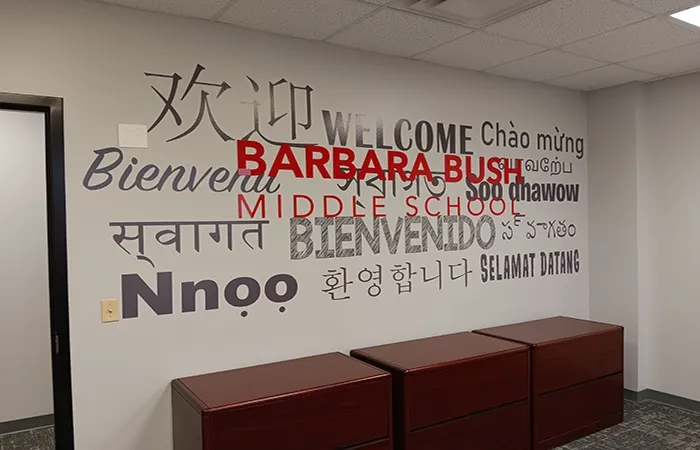 欢迎
WELCOME
Chào mừng
Bienvenu
BARBARA BUSH
MIDDLE SCHOOL
Soo dhawow
स्वागत
BIENVENIDO
Nnọọ
환영합니다
SELAMAT DATANG